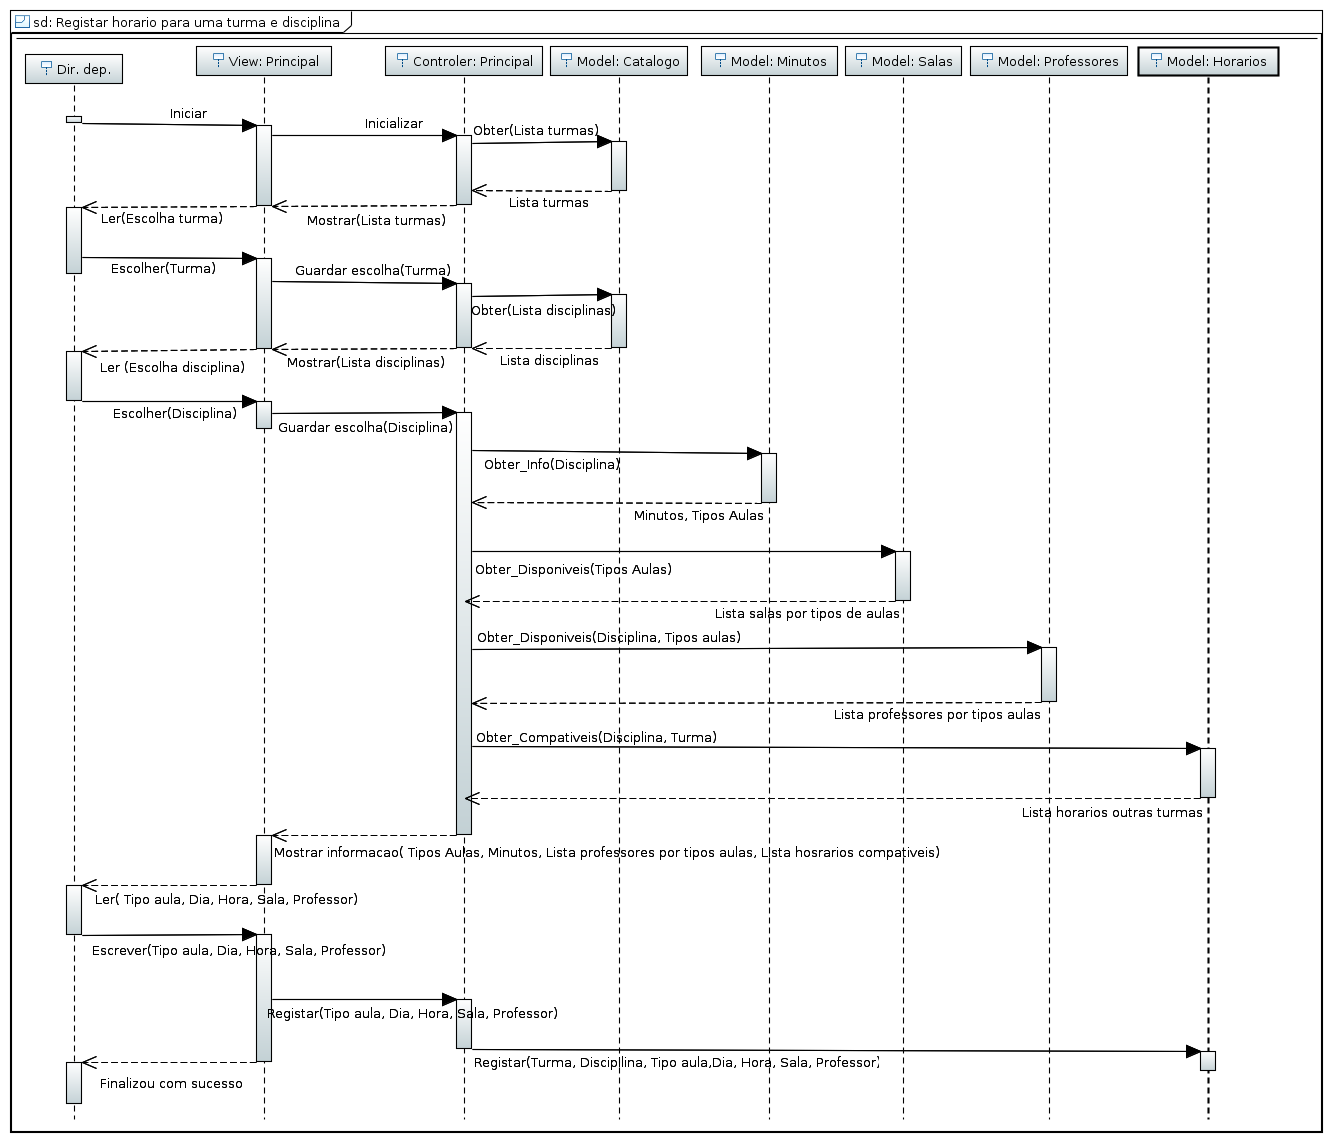 sd: Registar horario para uma turma e disciplina
Dir. dep.
View: Principal
Controler: Principal
Model: Catalogo
Model: Minutos
Model: Salas
Model: Professores
Model: Horarios
Iniciar
Inicializar
Obter(Lista turmas)
Lista turmas
Mostrar(Lista turmas)
Ler(Escolha turma)
Escolher(Turma)
Guardar escolha(Turma)
Obter(Lista disciplinas)
Lista disciplinas
Mostrar(Lista disciplinas)
Ler (Escolha disciplina)
Escolher(Disciplina)
Guardar escolha(Disciplina)
Obter_Info(Disciplina)
Minutos, Tipos Aulas
Obter_Disponiveis(Tipos Aulas)
Lista salas por tipos de aulas
Obter_Disponiveis(Disciplina, Tipos aulas)
Lista professores por tipos aulas
Obter_Compativeis(Disciplina, Turma)
Lista horarios outras turmas
Mostrar informacao( Tipos Aulas, Minutos, Lista professores por tipos aulas, Lista hosrarios compativeis)
Ler( Tipo aula, Dia, Hora, Sala, Professor)
Escrever(Tipo aula, Dia, Hora, Sala, Professor)
Registar(Tipo aula, Dia, Hora, Sala, Professor)
Registar(Turma, Discipilina, Tipo aula,Dia, Hora, Sala, Professor)
Finalizou com sucesso